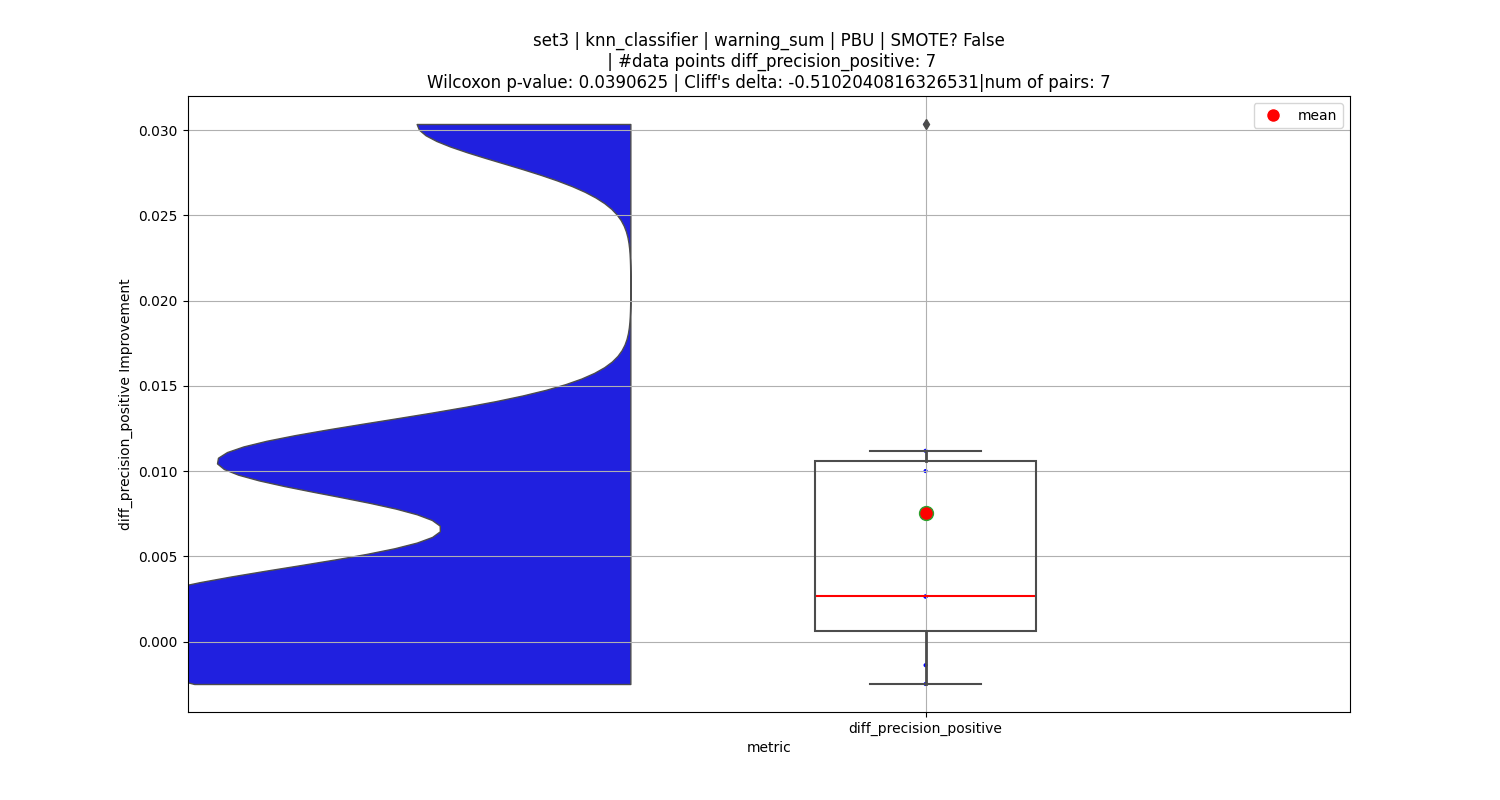 set3 | knn_classifier | warning_sum | PBU | SMOTE? False
| #data points diff_precision_positive: 7
Wilcoxon p-value: 0.0390625 | Cliff's delta: -0.5102040816326531|num of pairs: 7
mean
0.030
0.025
0.020
0.015
0.010
0.005
0.000
diff_precision_positive Improvement
diff_precision_positive
metric